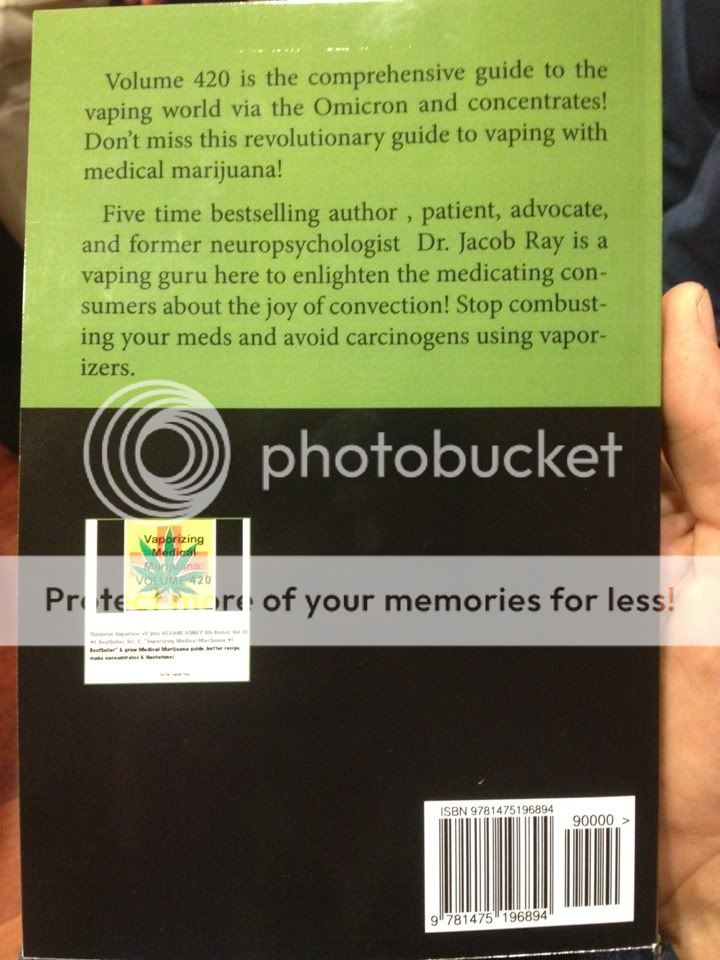 Volume 420 is the comprehensive guide to the
vaping world via the Omicron and concentrates!
Don't miss this revolutionary guide to vaping with
medical marijuana!
Five time bestselling author , patient, advocate,
and former neuropsychologist Dr. Jacob Ray is a
vaping guru here to enlighten the medicating con-
sumers about the joy of convection! Stop combust-
ing your meds and avoid carcinogens using vapor-
izers.
photobucket
Vaporizing
Medical
Marijuana:
VOLUME 420
Protect more of your memories for less!
BestSeller" & grow Medical Marijuana guide, butter recipe,
make concentrates &
ISBN 9781475196894
90000 >
9 781475 196894